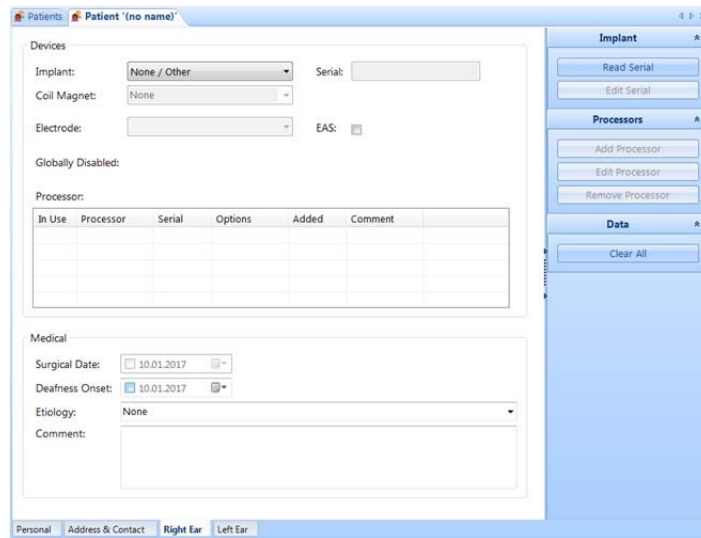 Patients Patient '(no name)'
Implant
Devices
Implant: None / Other Serial:
Read Serial
Coil Magnet: None
Edit Serial
Processors
Electrode: EAS:
Add Processor
Globally Disabled:
Edit Processor
Processor:
Remove Processor
In Use Processor Serial Options Added Comment
Data
Clear All
Medical
Surgical Date: 10.01.2017
Deafness Onset: 10.01.2017
Etiology: None
Comment:
Personal Address & Contact Right Ear Left Ear